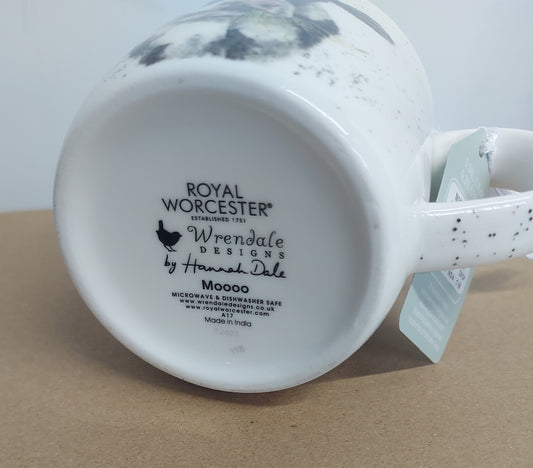 ROYAL
WORCESTER®
ESTABLISHED 1751
Wrendale
DESIGNS
by Hannah Dale
Moooo
MICROWAVE & DISHWASHER SAFE
www.wrendaledesigns.co.uk
www.royalworcester.com
A17
Made in India
118